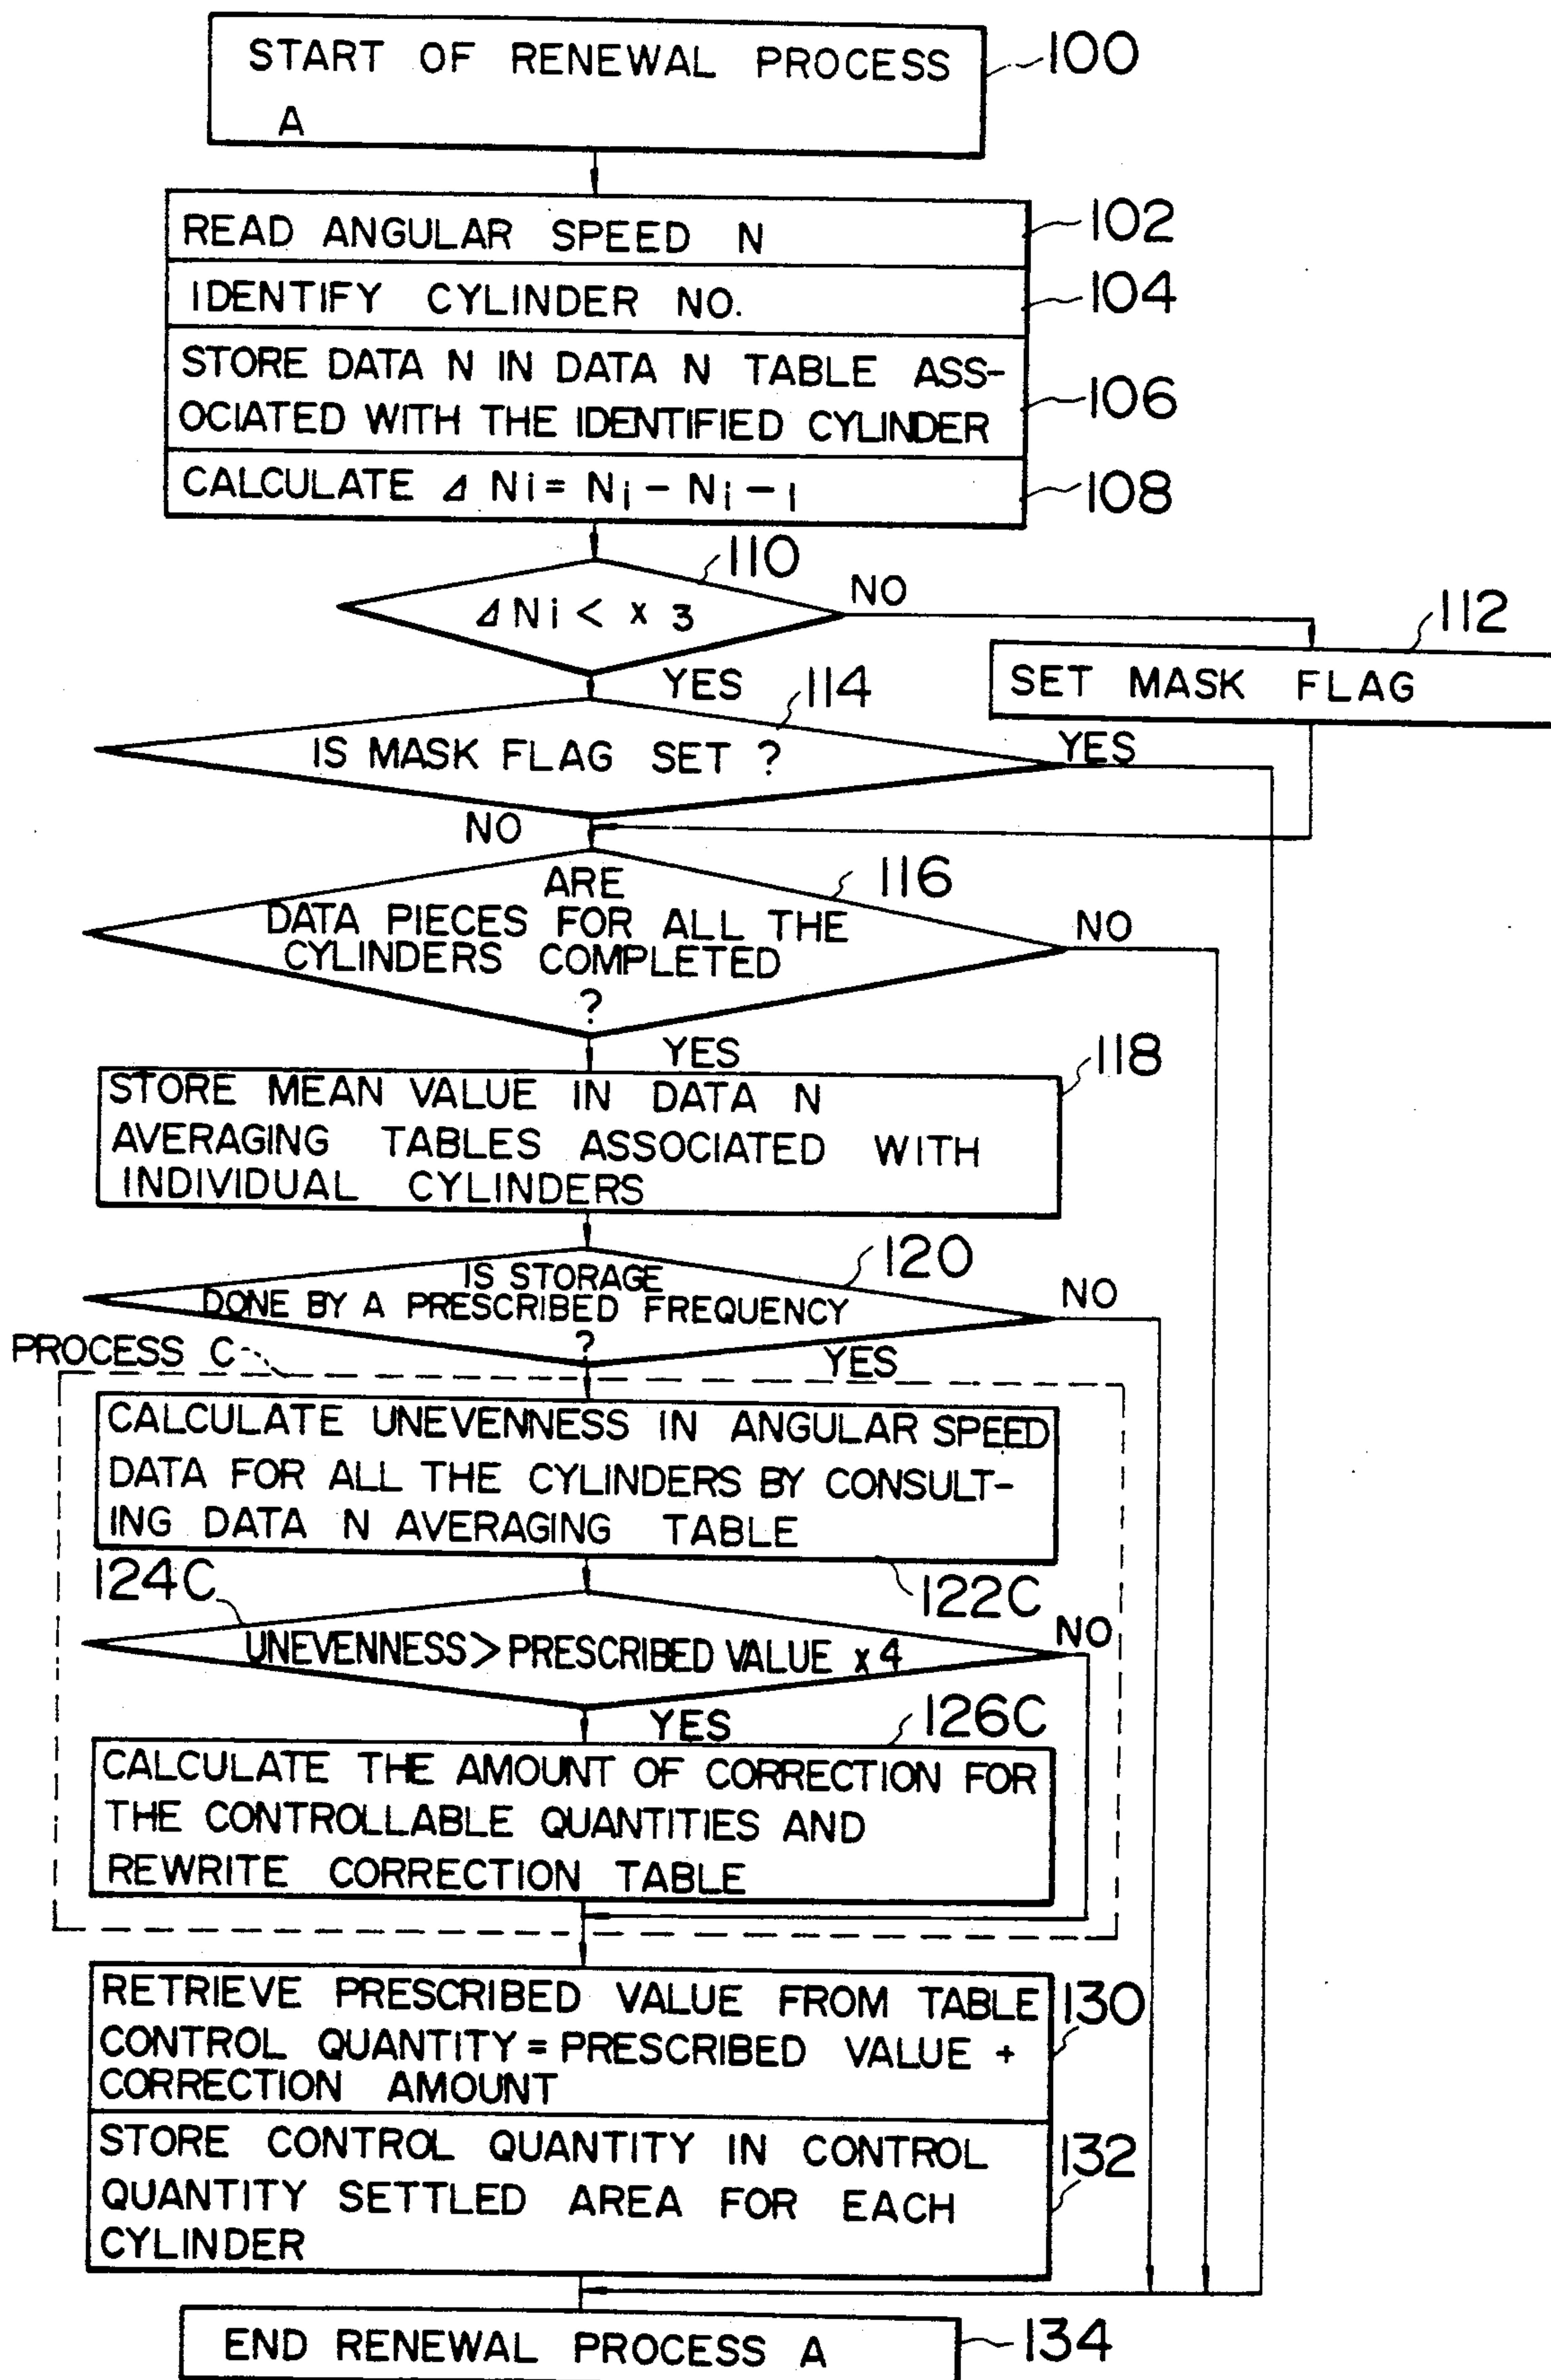 START OF RENEWAL PROCESS
A
100
READ ANGULAR SPEED N
102
IDENTIFY CYLINDER NO.
104
STORE DATA N IN DATA N TABLE ASS-
OCIATED WITH THE IDENTIFIED CYLINDER
106
CALCULATE ⊿ Ni = Ni - Ni - 1
108
110
⊿ Ni < x 3
NO
112
SET MASK FLAG
YES
114
IS MASK FLAG SET ?
YES
NO
116
ARE
DATA PIECES FOR ALL THE
CYLINDERS COMPLETED
?
NO
YES
118
STORE MEAN VALUE IN DATA N
AVERAGING TABLES ASSOCIATED WITH
INDIVIDUAL CYLINDERS
120
IS STORAGE
DONE BY A PRESCRIBED FREQUENCY
?
NO
PROCESS C
YES
CALCULATE UNEVENNESS IN ANGULAR SPEED
DATA FOR ALL THE CYLINDERS BY CONSULT-
ING DATA N AVERAGING TABLE
124C
122C
UNEVENNESS > PRESCRIBED VALUE x 4
NO
YES
126C
CALCULATE THE AMOUNT OF CORRECTION FOR
THE CONTROLLABLE QUANTITIES AND
REWRITE CORRECTION TABLE
RETRIEVE PRESCRIBED VALUE FROM TABLE
CONTROL QUANTITY = PRESCRIBED VALUE +
CORRECTION AMOUNT
130
STORE CONTROL QUANTITY IN CONTROL
QUANTITY SETTLED AREA FOR EACH
CYLINDER
132
END RENEWAL PROCESS A
134